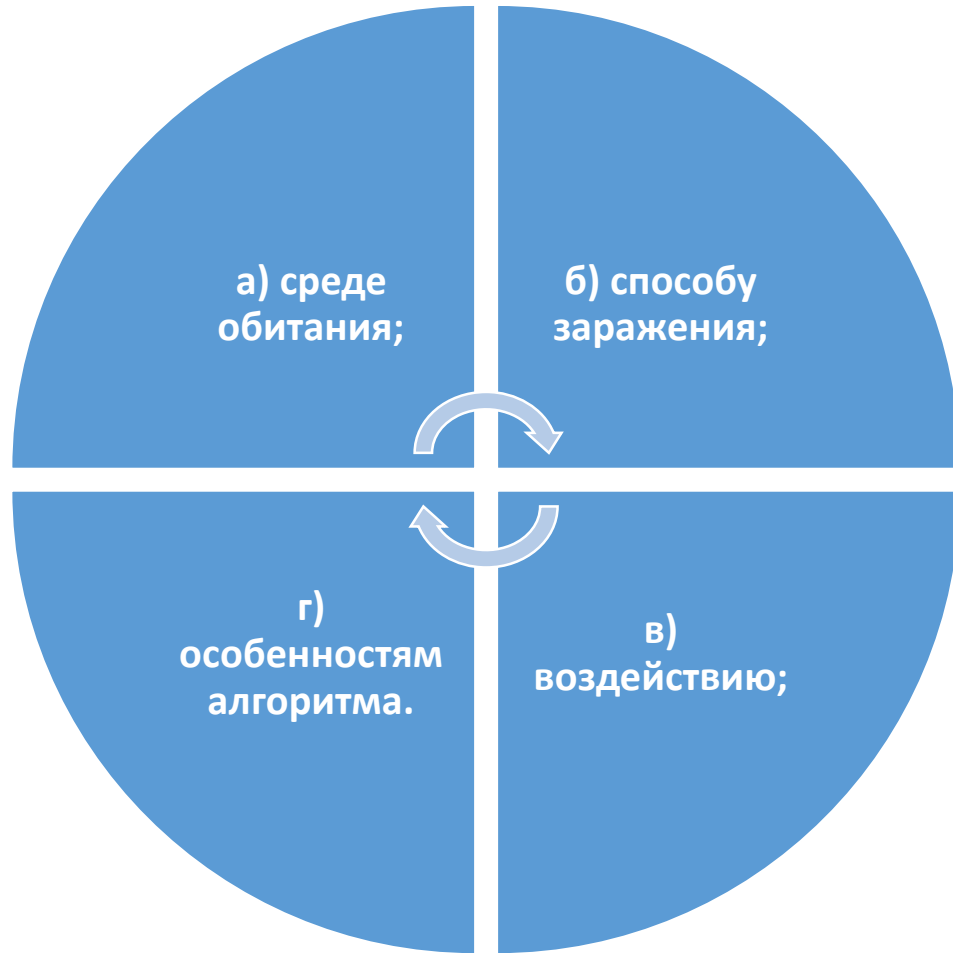 а) среде
обитания;
б) способу
заражения;
в)
воздействию;
г)
особенностям
алгоритма.